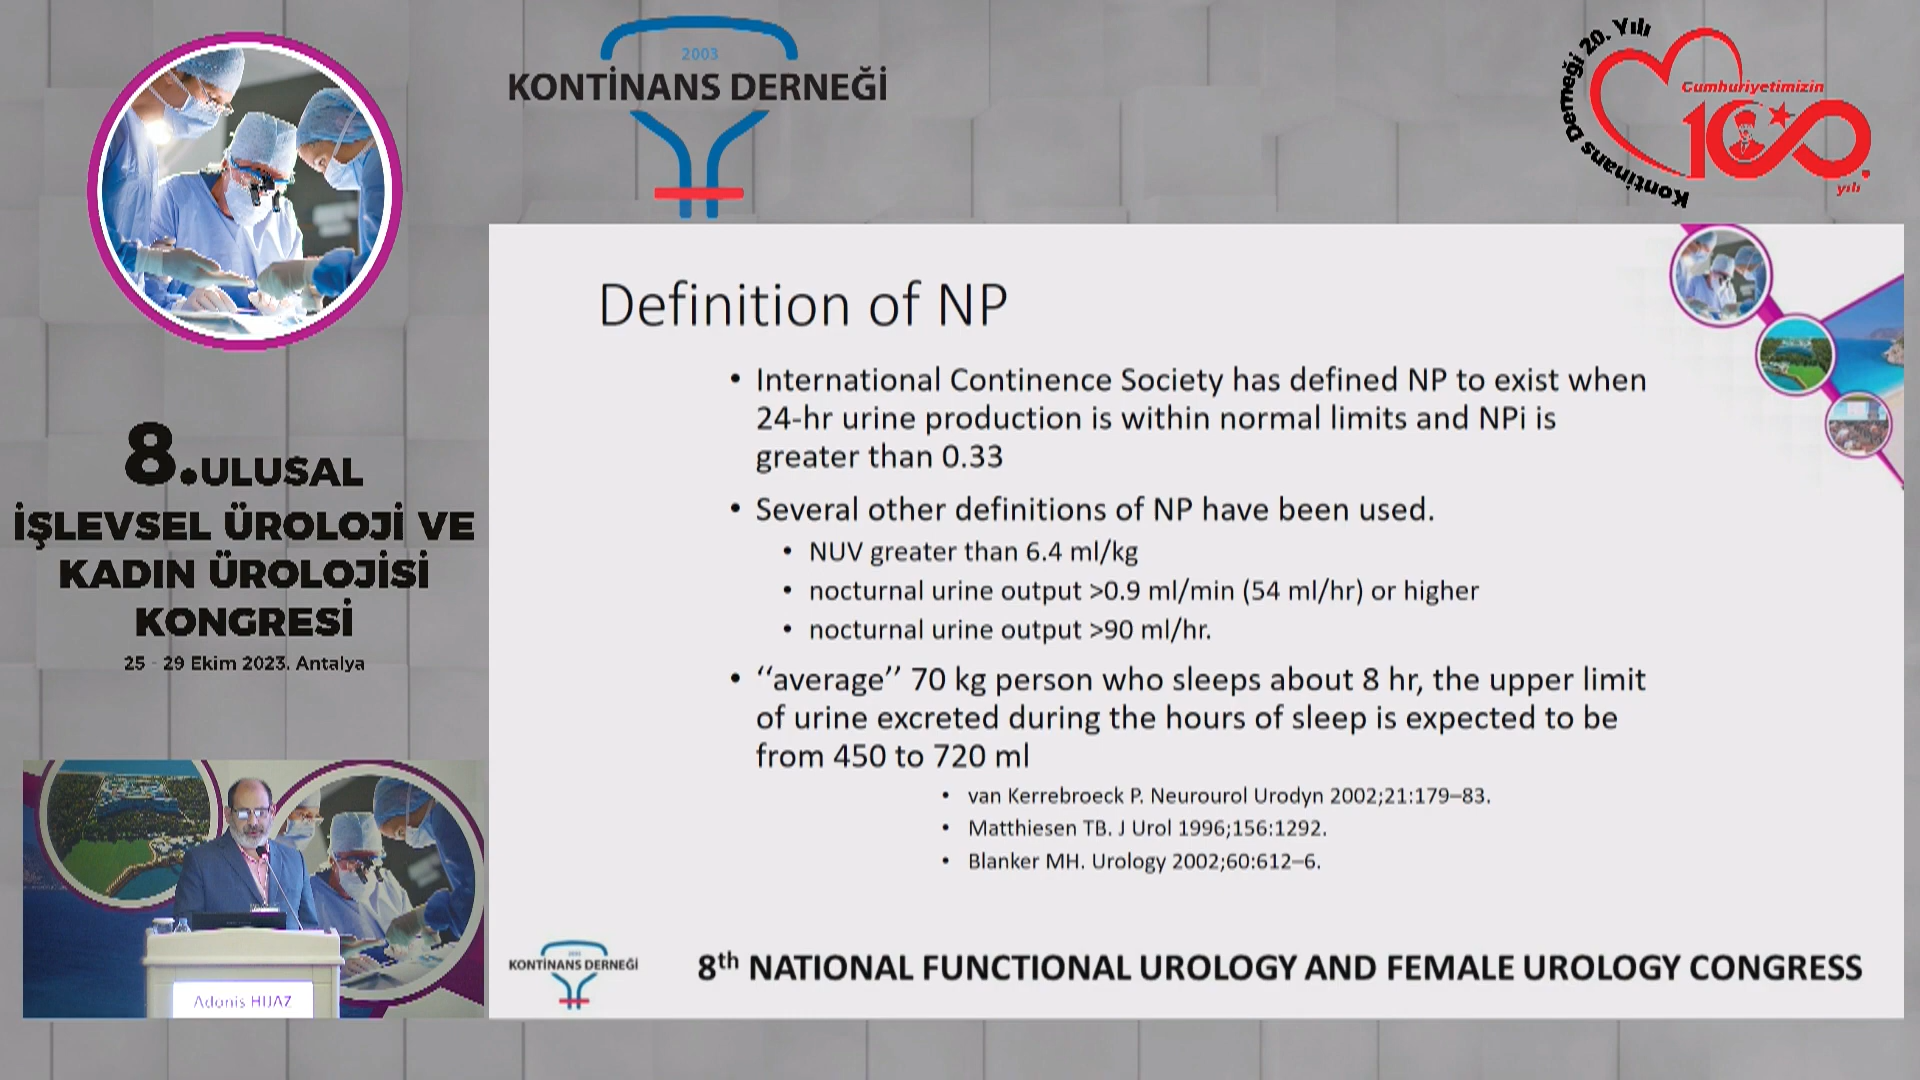 2003
KONTİNANS DERNEĞİ
Kontinans Derneği 20. Yılı
Cumhuriyetimizin
100.
yılı
8.ULUSAL
İŞLEVSEL ÜROLOJİ VE
KADIN ÜROLOJİSİ
KONGRESİ
25 - 29 Ekim 2023. Antalya
Adonis HIJAZ
Definition of NP
• International Continence Society has defined NP to exist when
24-hr urine production is within normal limits and NPi is
greater than 0.33
• Several other definitions of NP have been used.
• NUV greater than 6.4 ml/kg
• nocturnal urine output >0.9 ml/min (54 ml/hr) or higher
• nocturnal urine output >90 ml/hr.
• ‘‘average’’ 70 kg person who sleeps about 8 hr, the upper limit
of urine excreted during the hours of sleep is expected to be
from 450 to 720 ml
• van Kerrebroeck P. Neurourol Urodyn 2002;21:179–83.
• Matthiesen TB. J Urol 1996;156:1292.
• Blanker MH. Urology 2002;60:612–6.
KONTİNANS DERNEĞİ
8th NATIONAL FUNCTIONAL UROLOGY AND FEMALE UROLOGY CONGRESS